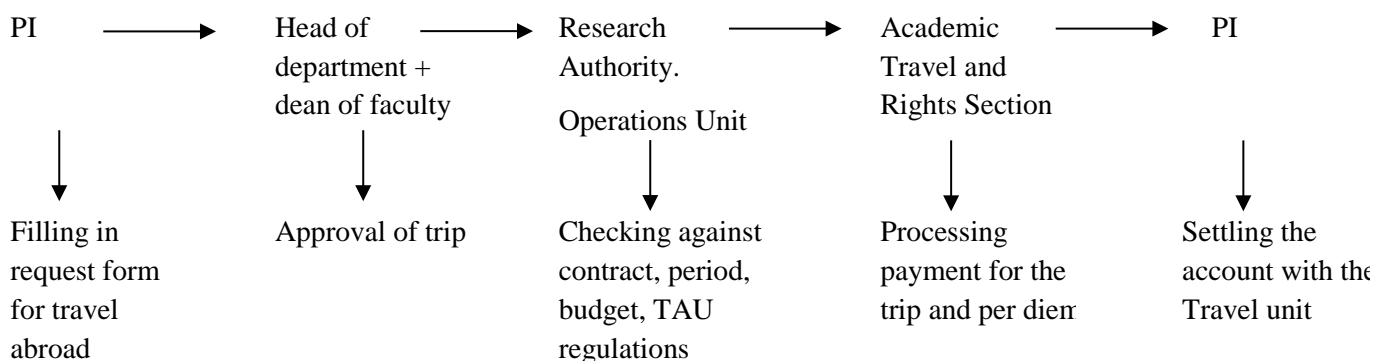 PI
Head of
department +
dean of faculty
Research
Authority.
Operations Unit
Academic
Travel and
Rights Section
PI
Filling in
request form
for travel
abroad
Approval of trip
Checking against
contract, period,
budget, TAU
regulations
Processing
payment for the
trip and per diem
Settling the
account with the
Travel unit